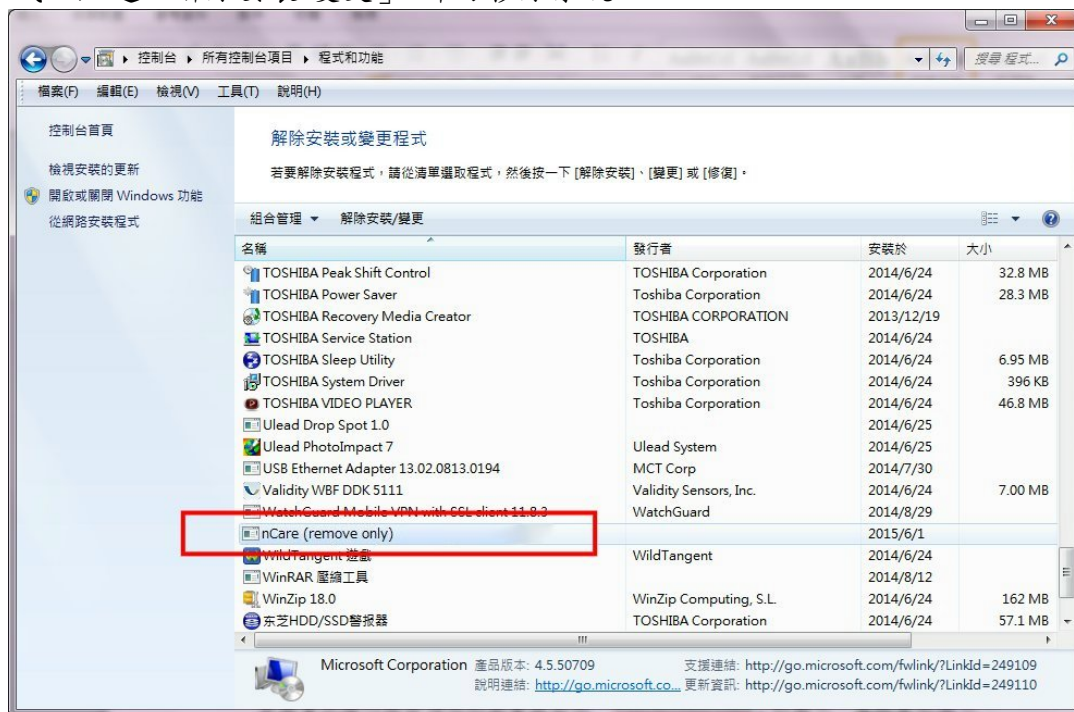 控制台 ▸ 所有控制台項目 ▸ 程式和功能
搜尋 程式...
檔案(F) 編輯(E) 檢視(V) 工具(T) 說明(H)
控制台首頁
檢視安裝的更新
開啟或關閉 Windows 功能
從網路安裝程式
解除安裝或變更程式
若要解除安裝程式，請從清單選取程式，然後按一下 [解除安裝]、[變更] 或 [修復]。
組合管理 ▼ 解除安裝/變更
名稱 發行者 安裝於 大小
TOSHIBA Peak Shift Control TOSHIBA Corporation 2014/6/24 32.8 MB
TOSHIBA Power Saver Toshiba Corporation 2014/6/24 28.3 MB
TOSHIBA Recovery Media Creator TOSHIBA CORPORATION 2013/12/19
TOSHIBA Service Station TOSHIBA 2014/6/24
TOSHIBA Sleep Utility Toshiba Corporation 2014/6/24 6.95 MB
TOSHIBA System Driver Toshiba Corporation 2014/6/24 396 KB
TOSHIBA VIDEO PLAYER Toshiba Corporation 2014/6/24 46.8 MB
Ulead Drop Spot 1.0 2014/6/25
Ulead PhotoImpact 7 Ulead System 2014/6/25
USB Ethernet Adapter 13.02.0813.0194 MCT Corp 2014/7/30
Validity WBF DDK 5111 Validity Sensors, Inc. 2014/6/24 7.00 MB
WatchGuard Mobile VPN with SSL client 11.8.3 WatchGuard 2014/8/29
nCare (remove only) 2015/6/1
WildTangent 遊戲 WildTangent 2014/6/24
WinRAR 壓縮工具 2014/8/12
WinZip 18.0 WinZip Computing, S.L. 2014/6/24 162 MB
东芝HDD/SSD警报器 TOSHIBA Corporation 2014/6/24 57.1 MB
Microsoft Corporation 產品版本: 4.5.50709 支援連結: http://go.microsoft.com/fwlink/?LinkId=249109
說明連結: http://go.microsoft.co... 更新資訊: http://go.microsoft.com/fwlink/?LinkId=249110